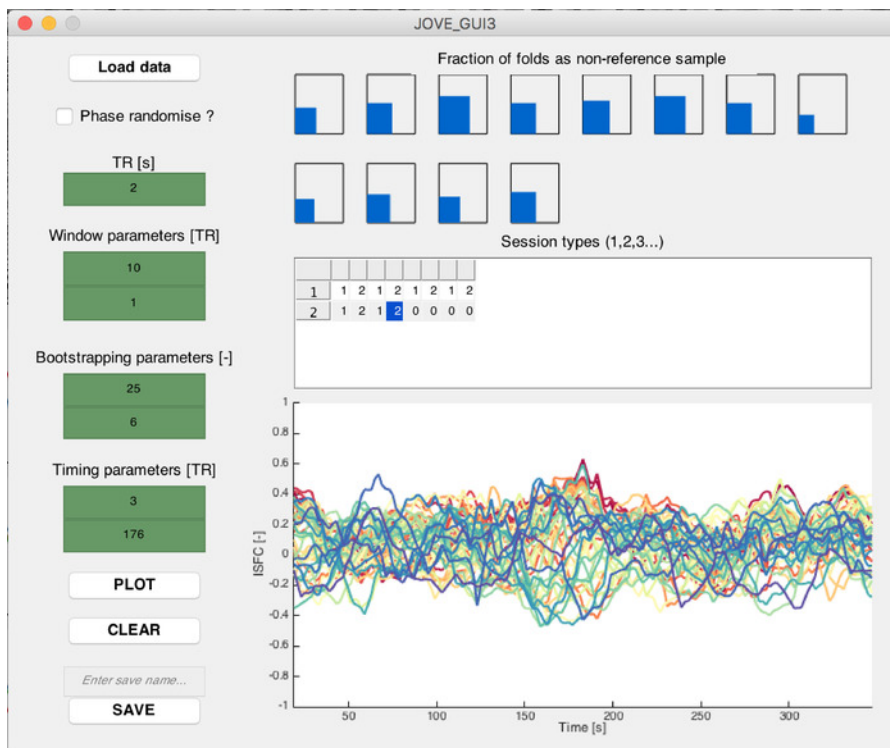 JOVE_GUI3
Load data
Phase randomise ?
TR [s]
2
Window parameters [TR]
10
1
Bootstrapping parameters [-]
25
6
Timing parameters [TR]
3
176
PLOT
CLEAR
Enter save name...
SAVE
Fraction of folds as non-reference sample
Session types (1,2,3...)
1 1 2 1 2 1 2 1 2
2 1 2 1 2 0 0 0 0
ISFC [-]
1
0.8
0.6
0.4
0.2
0
-0.2
-0.4
-0.6
-0.8
-1
50 100 150 200 250 300
Time [s]